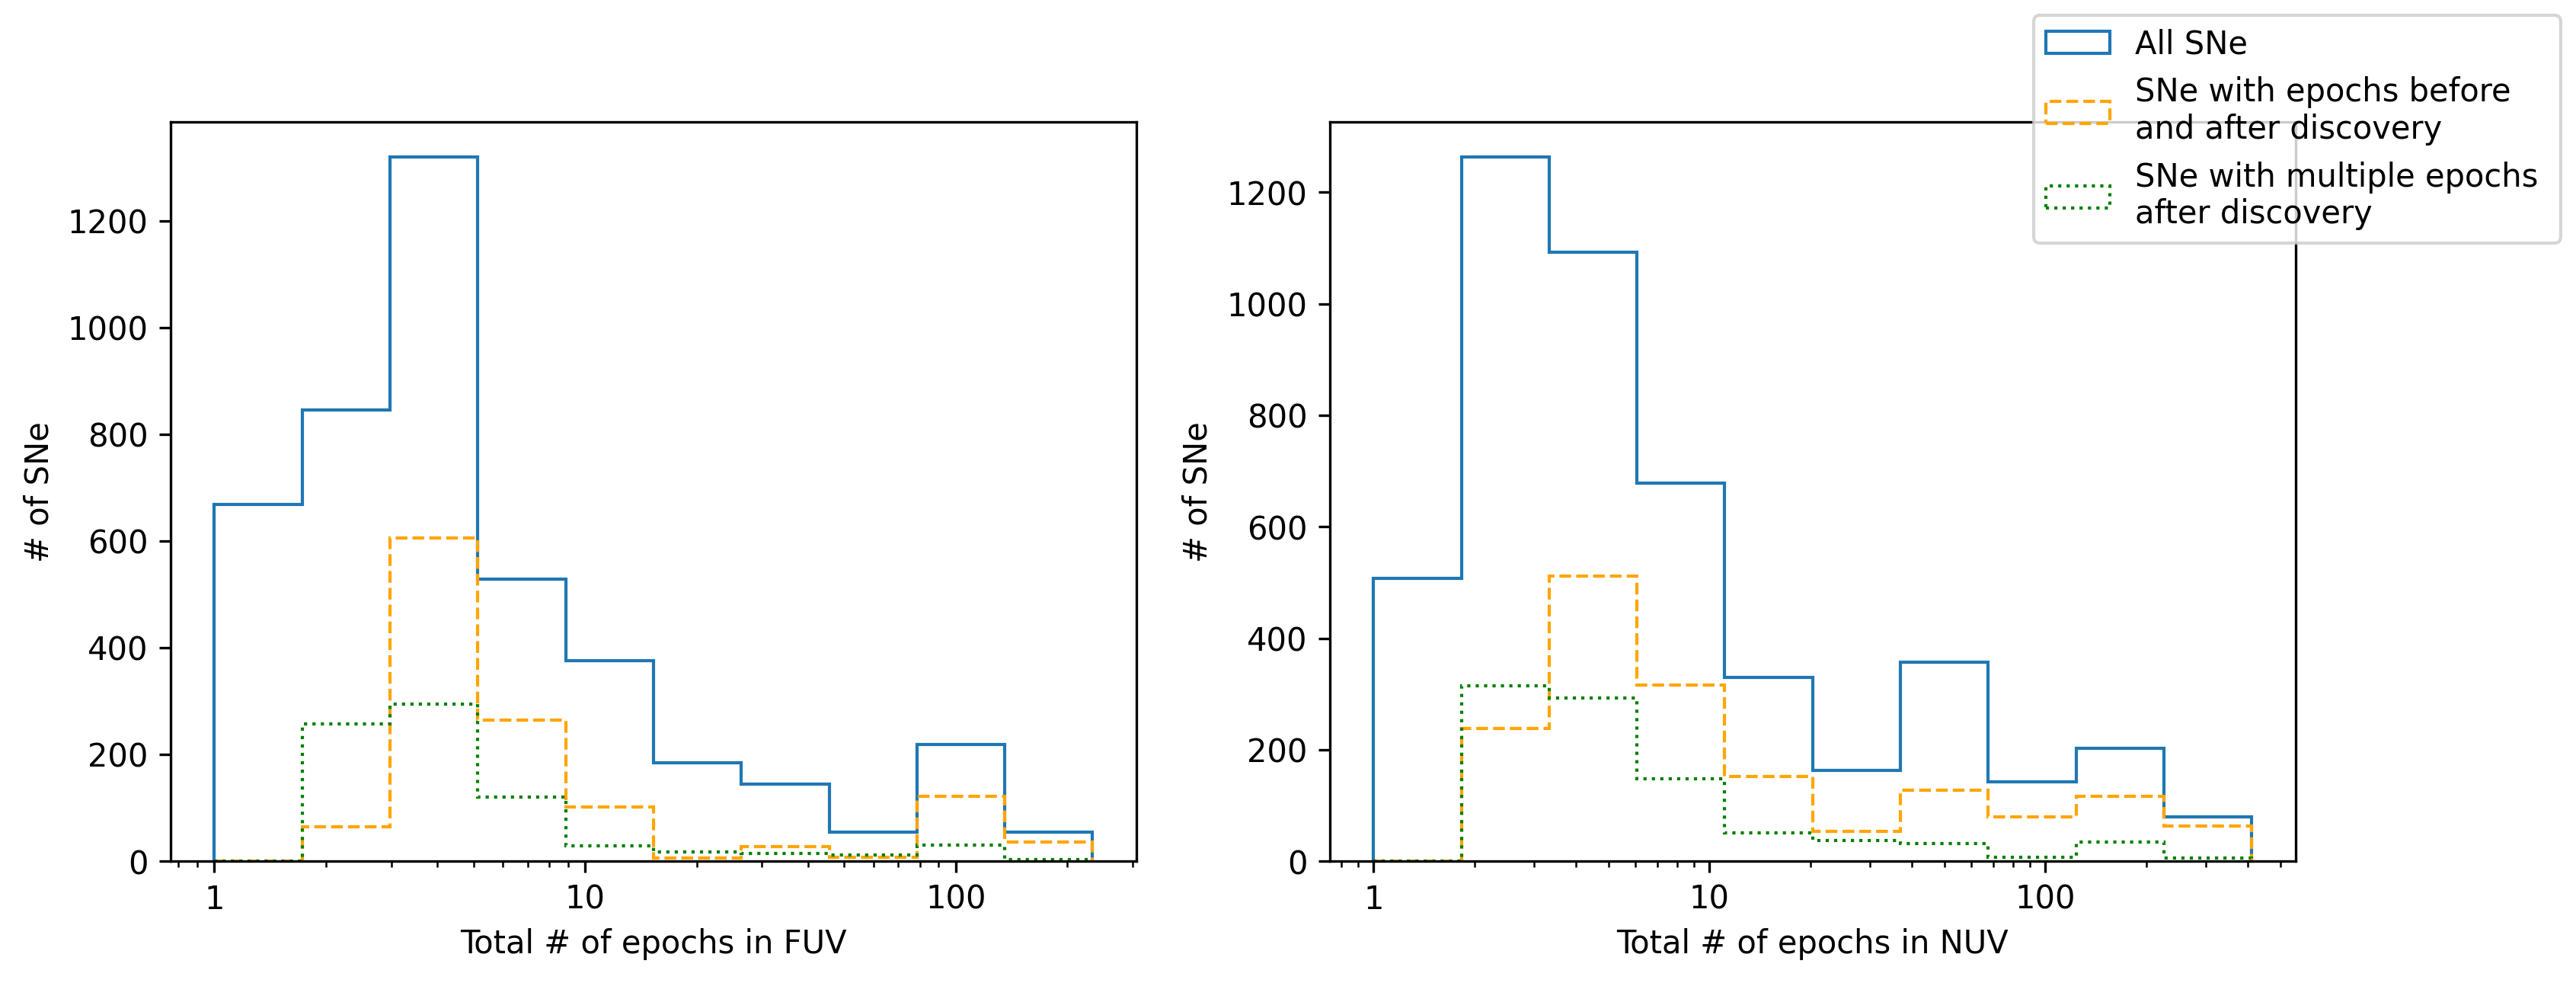 All SNe
SNe with epochs before
and after discovery
SNe with multiple epochs
after discovery
# of SNe
1200
1000
800
600
400
200
0
1 10 100
Total # of epochs in FUV
# of SNe
1200
1000
800
600
400
200
0
1 10 100
Total # of epochs in NUV